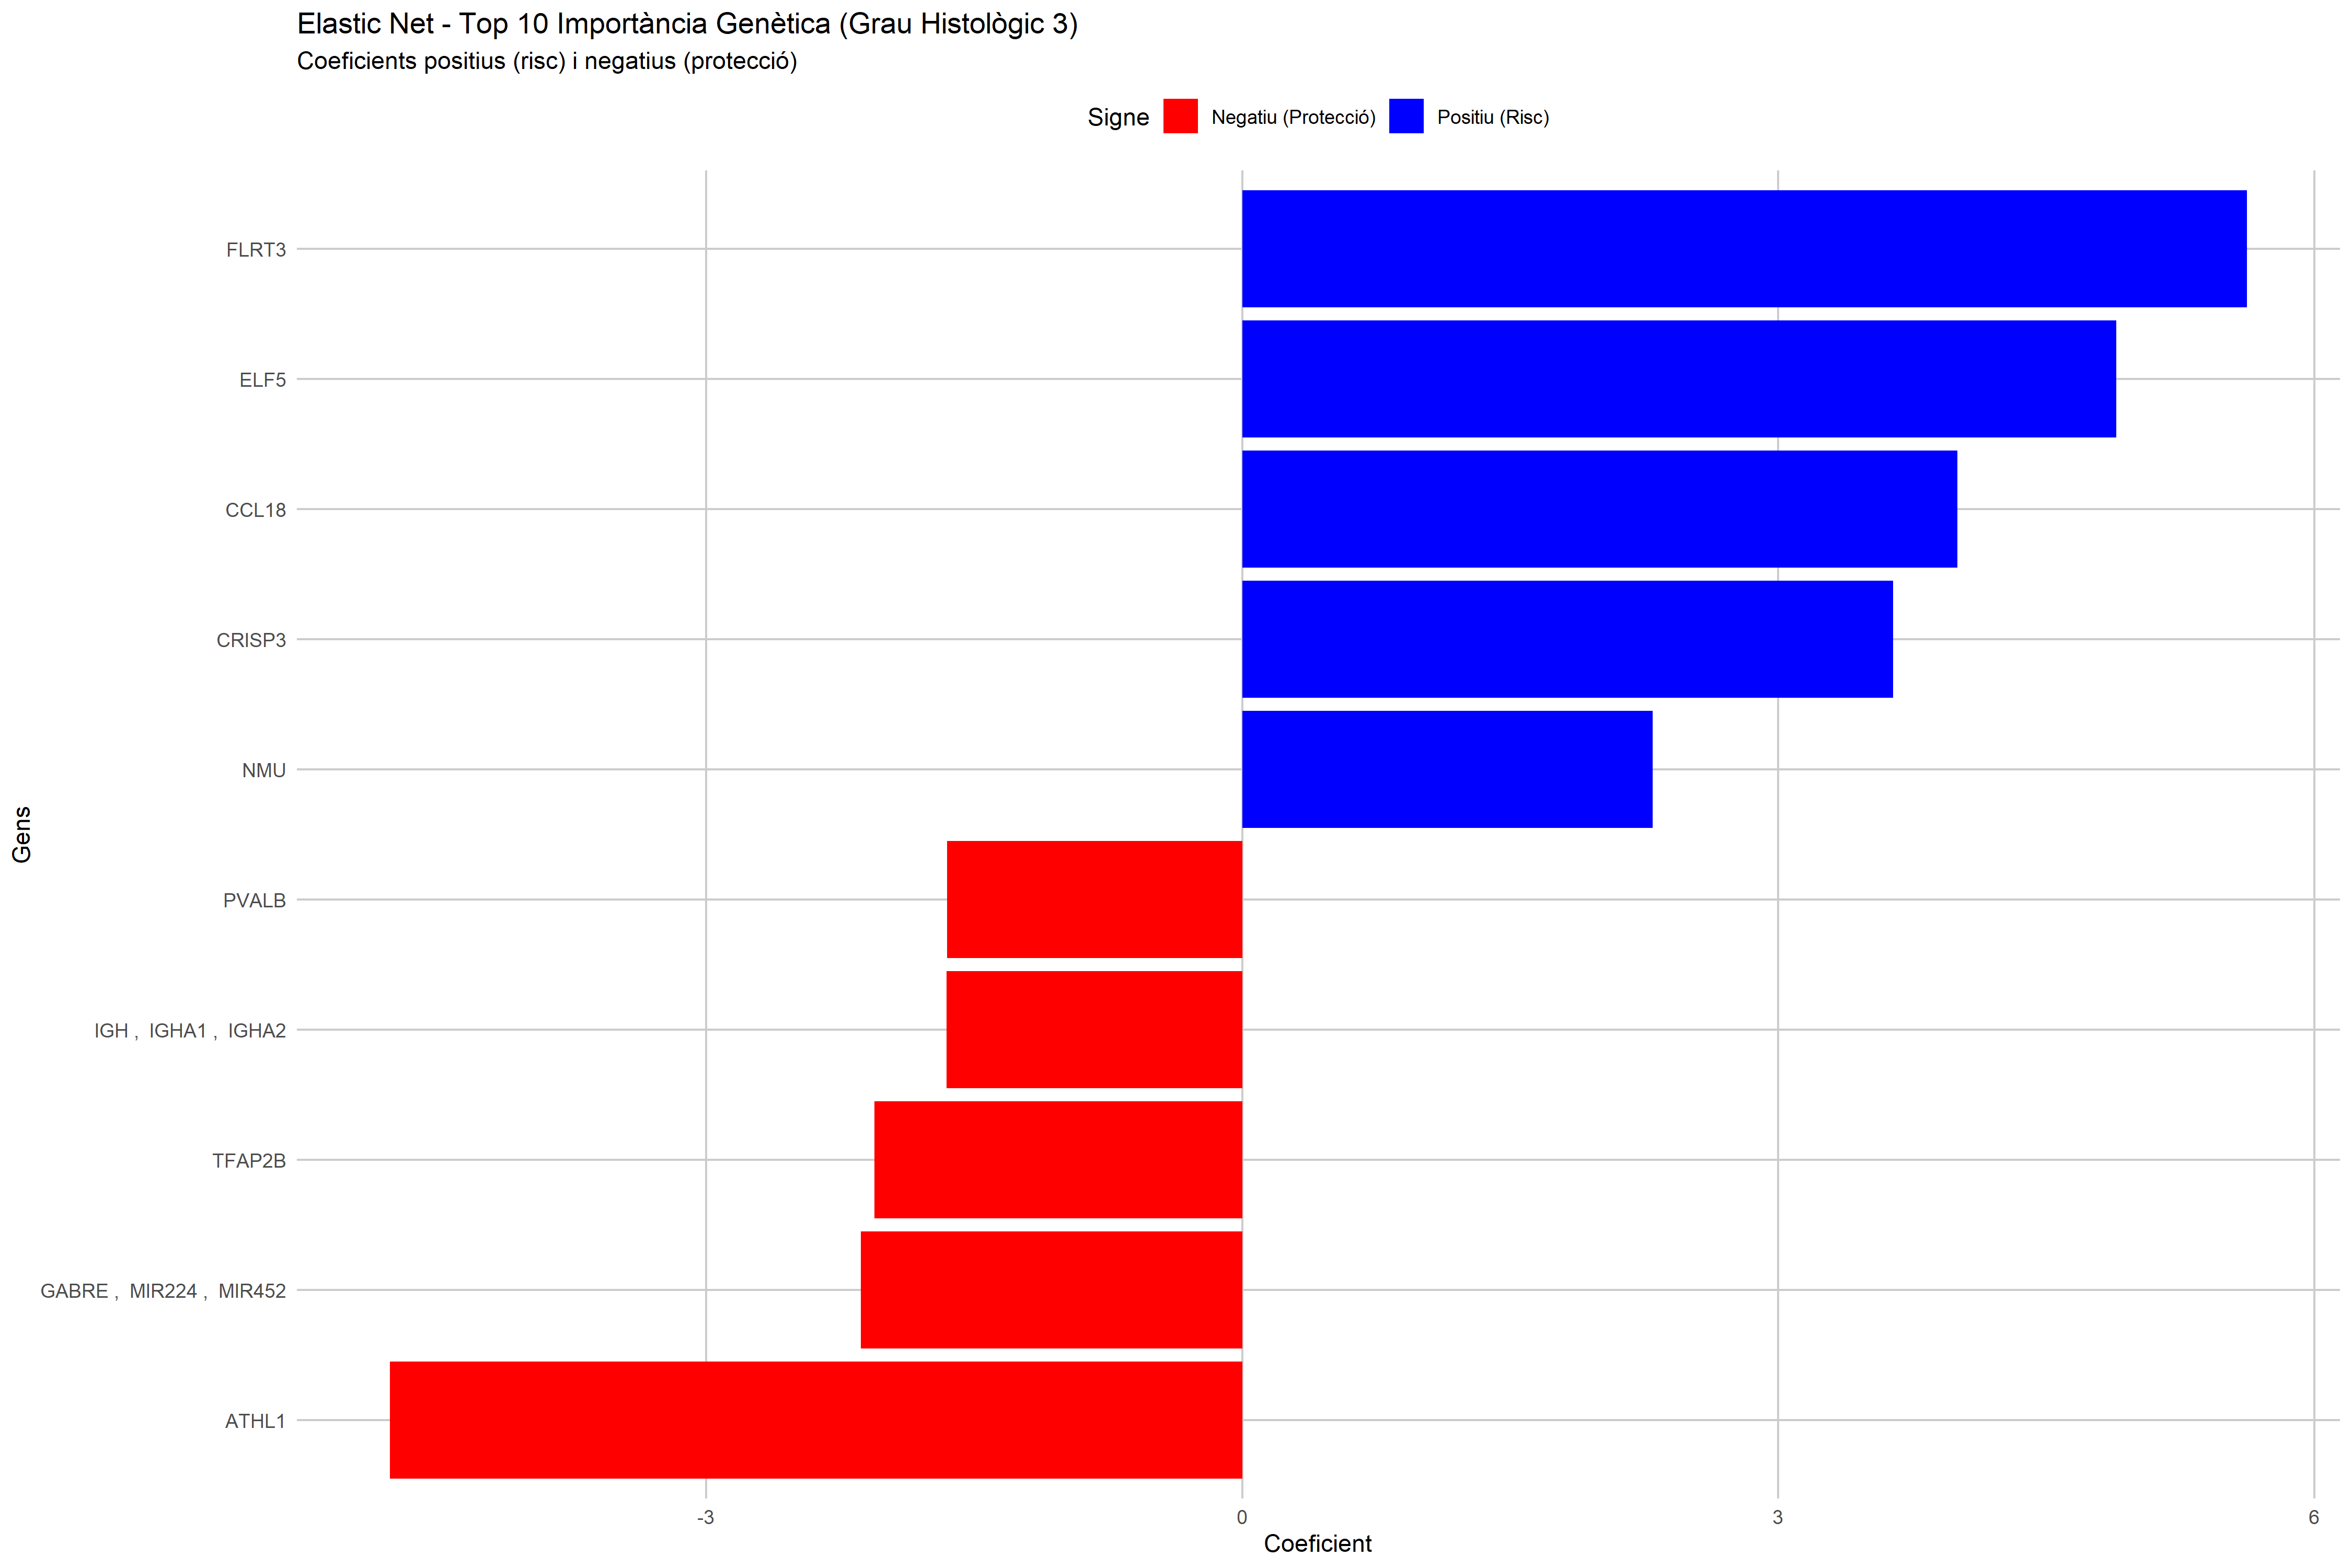 Elastic Net - Top 10 Importància Genètica (Grau Histològic 3)
Coeficients positius (risc) i negatius (protecció)
Signe Negatiu (Protecció) Positiu (Risc)
FLRT3
ELF5
CCL18
CRISP3
NMU
Gens
PVALB
IGH , IGHA1 , IGHA2
TFAP2B
GABRE , MIR224 , MIR452
ATHL1
-3 0 3 6
Coeficient